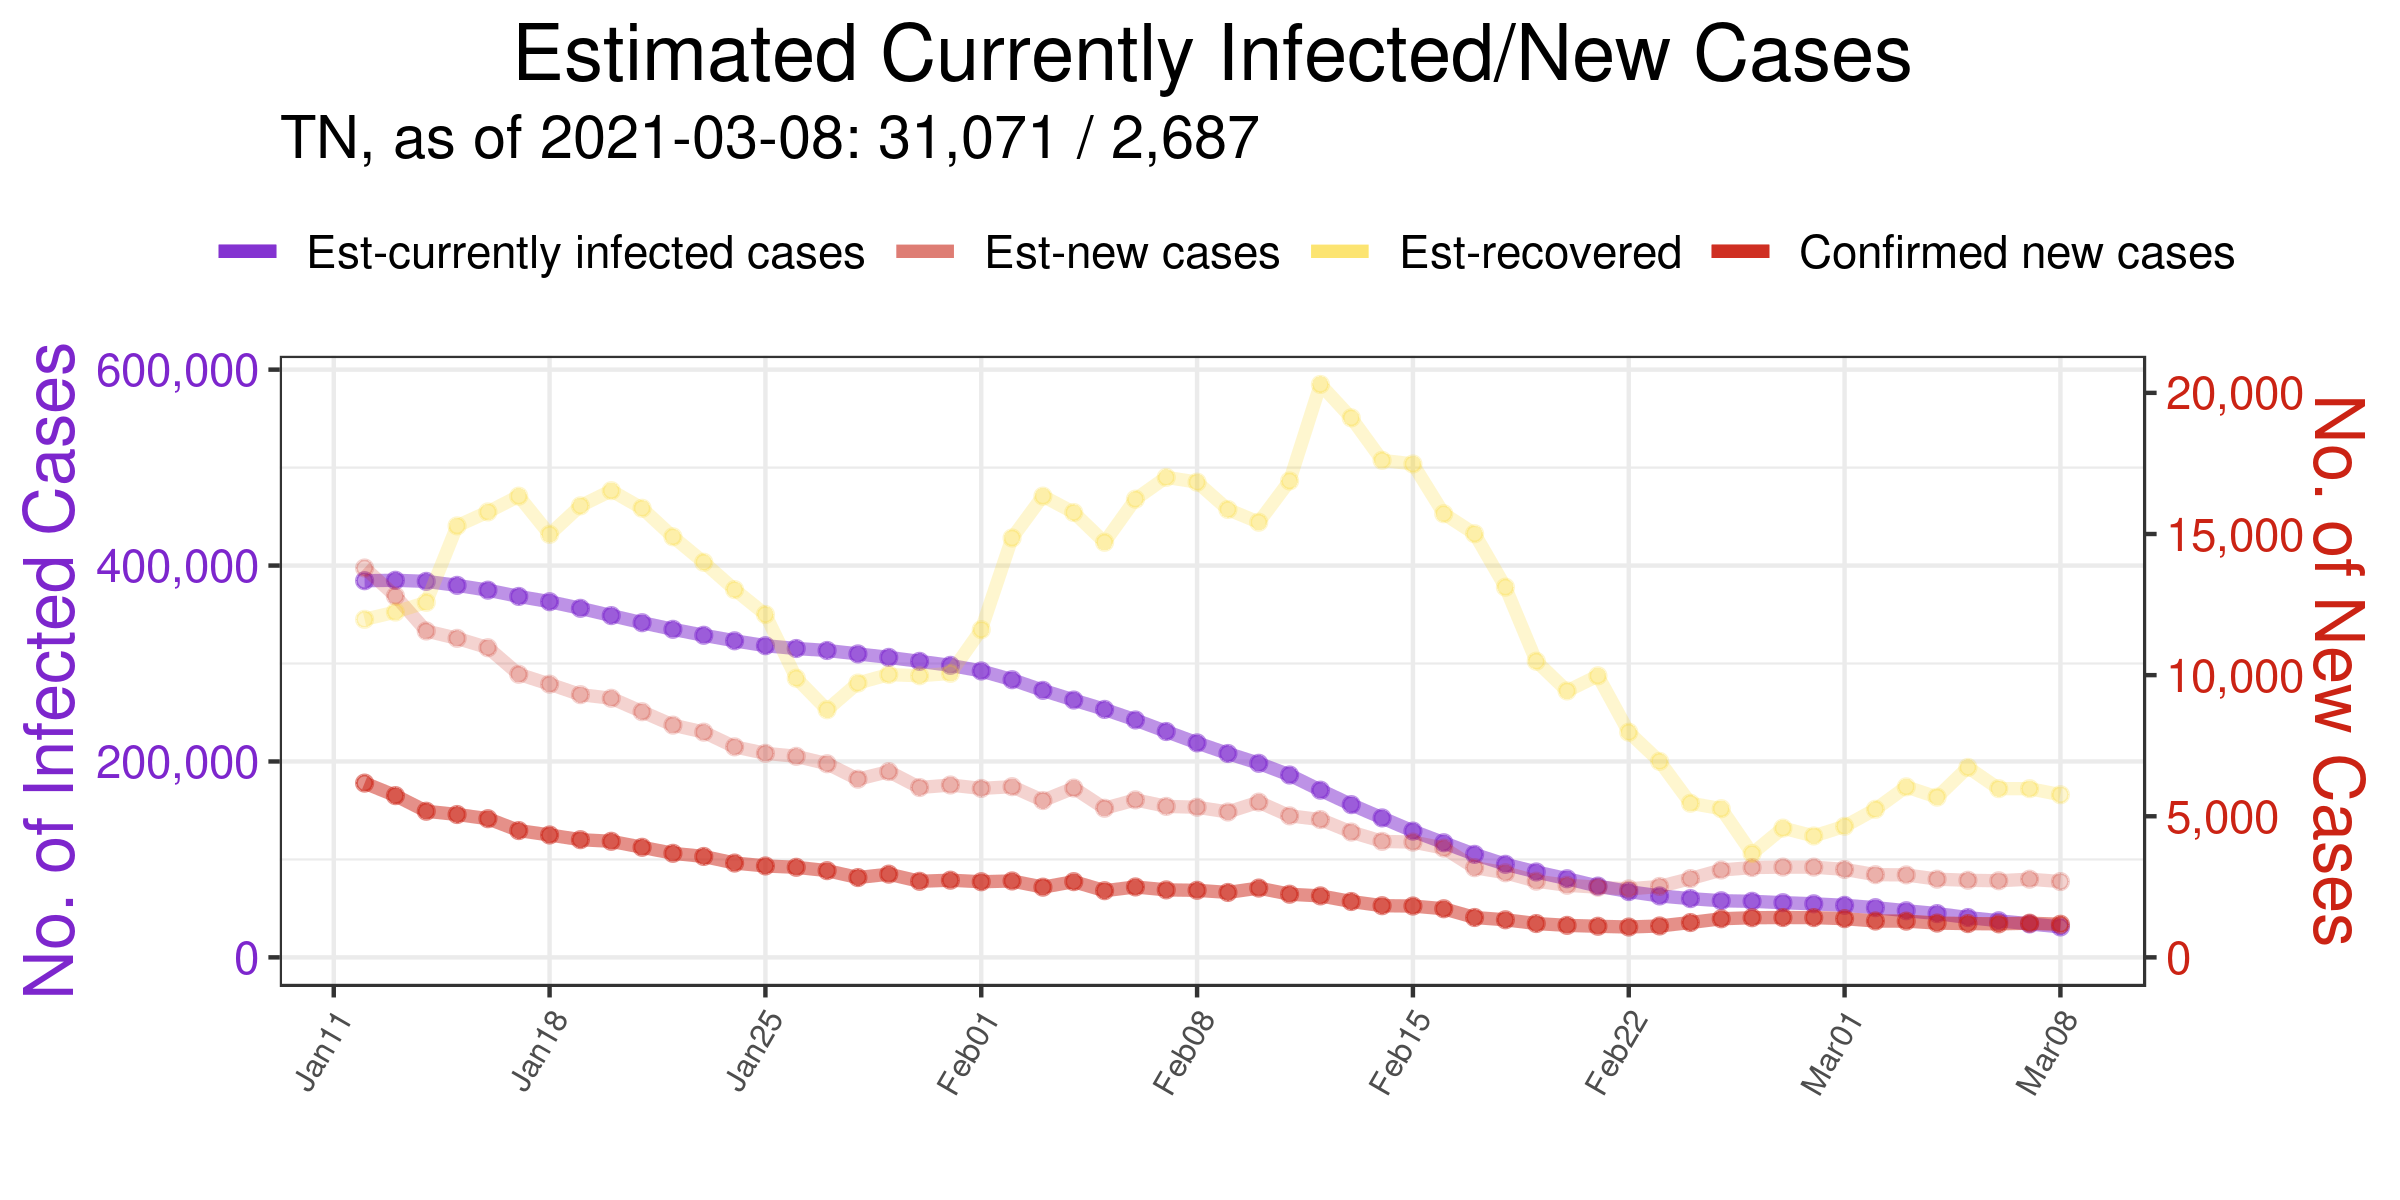 Estimated Currently Infected/New Cases
TN, as of 2021-03-08: 31,071 / 2,687
Est-currently infected cases Est-new cases Est-recovered Confirmed new cases
No. of Infected Cases
600,000
400,000
200,000
0
20,000
15,000
10,000
5,000
0
No. of New Cases
Jan11 Jan18 Jan25 Feb01 Feb08 Feb15 Feb22 Mar01 Mar08